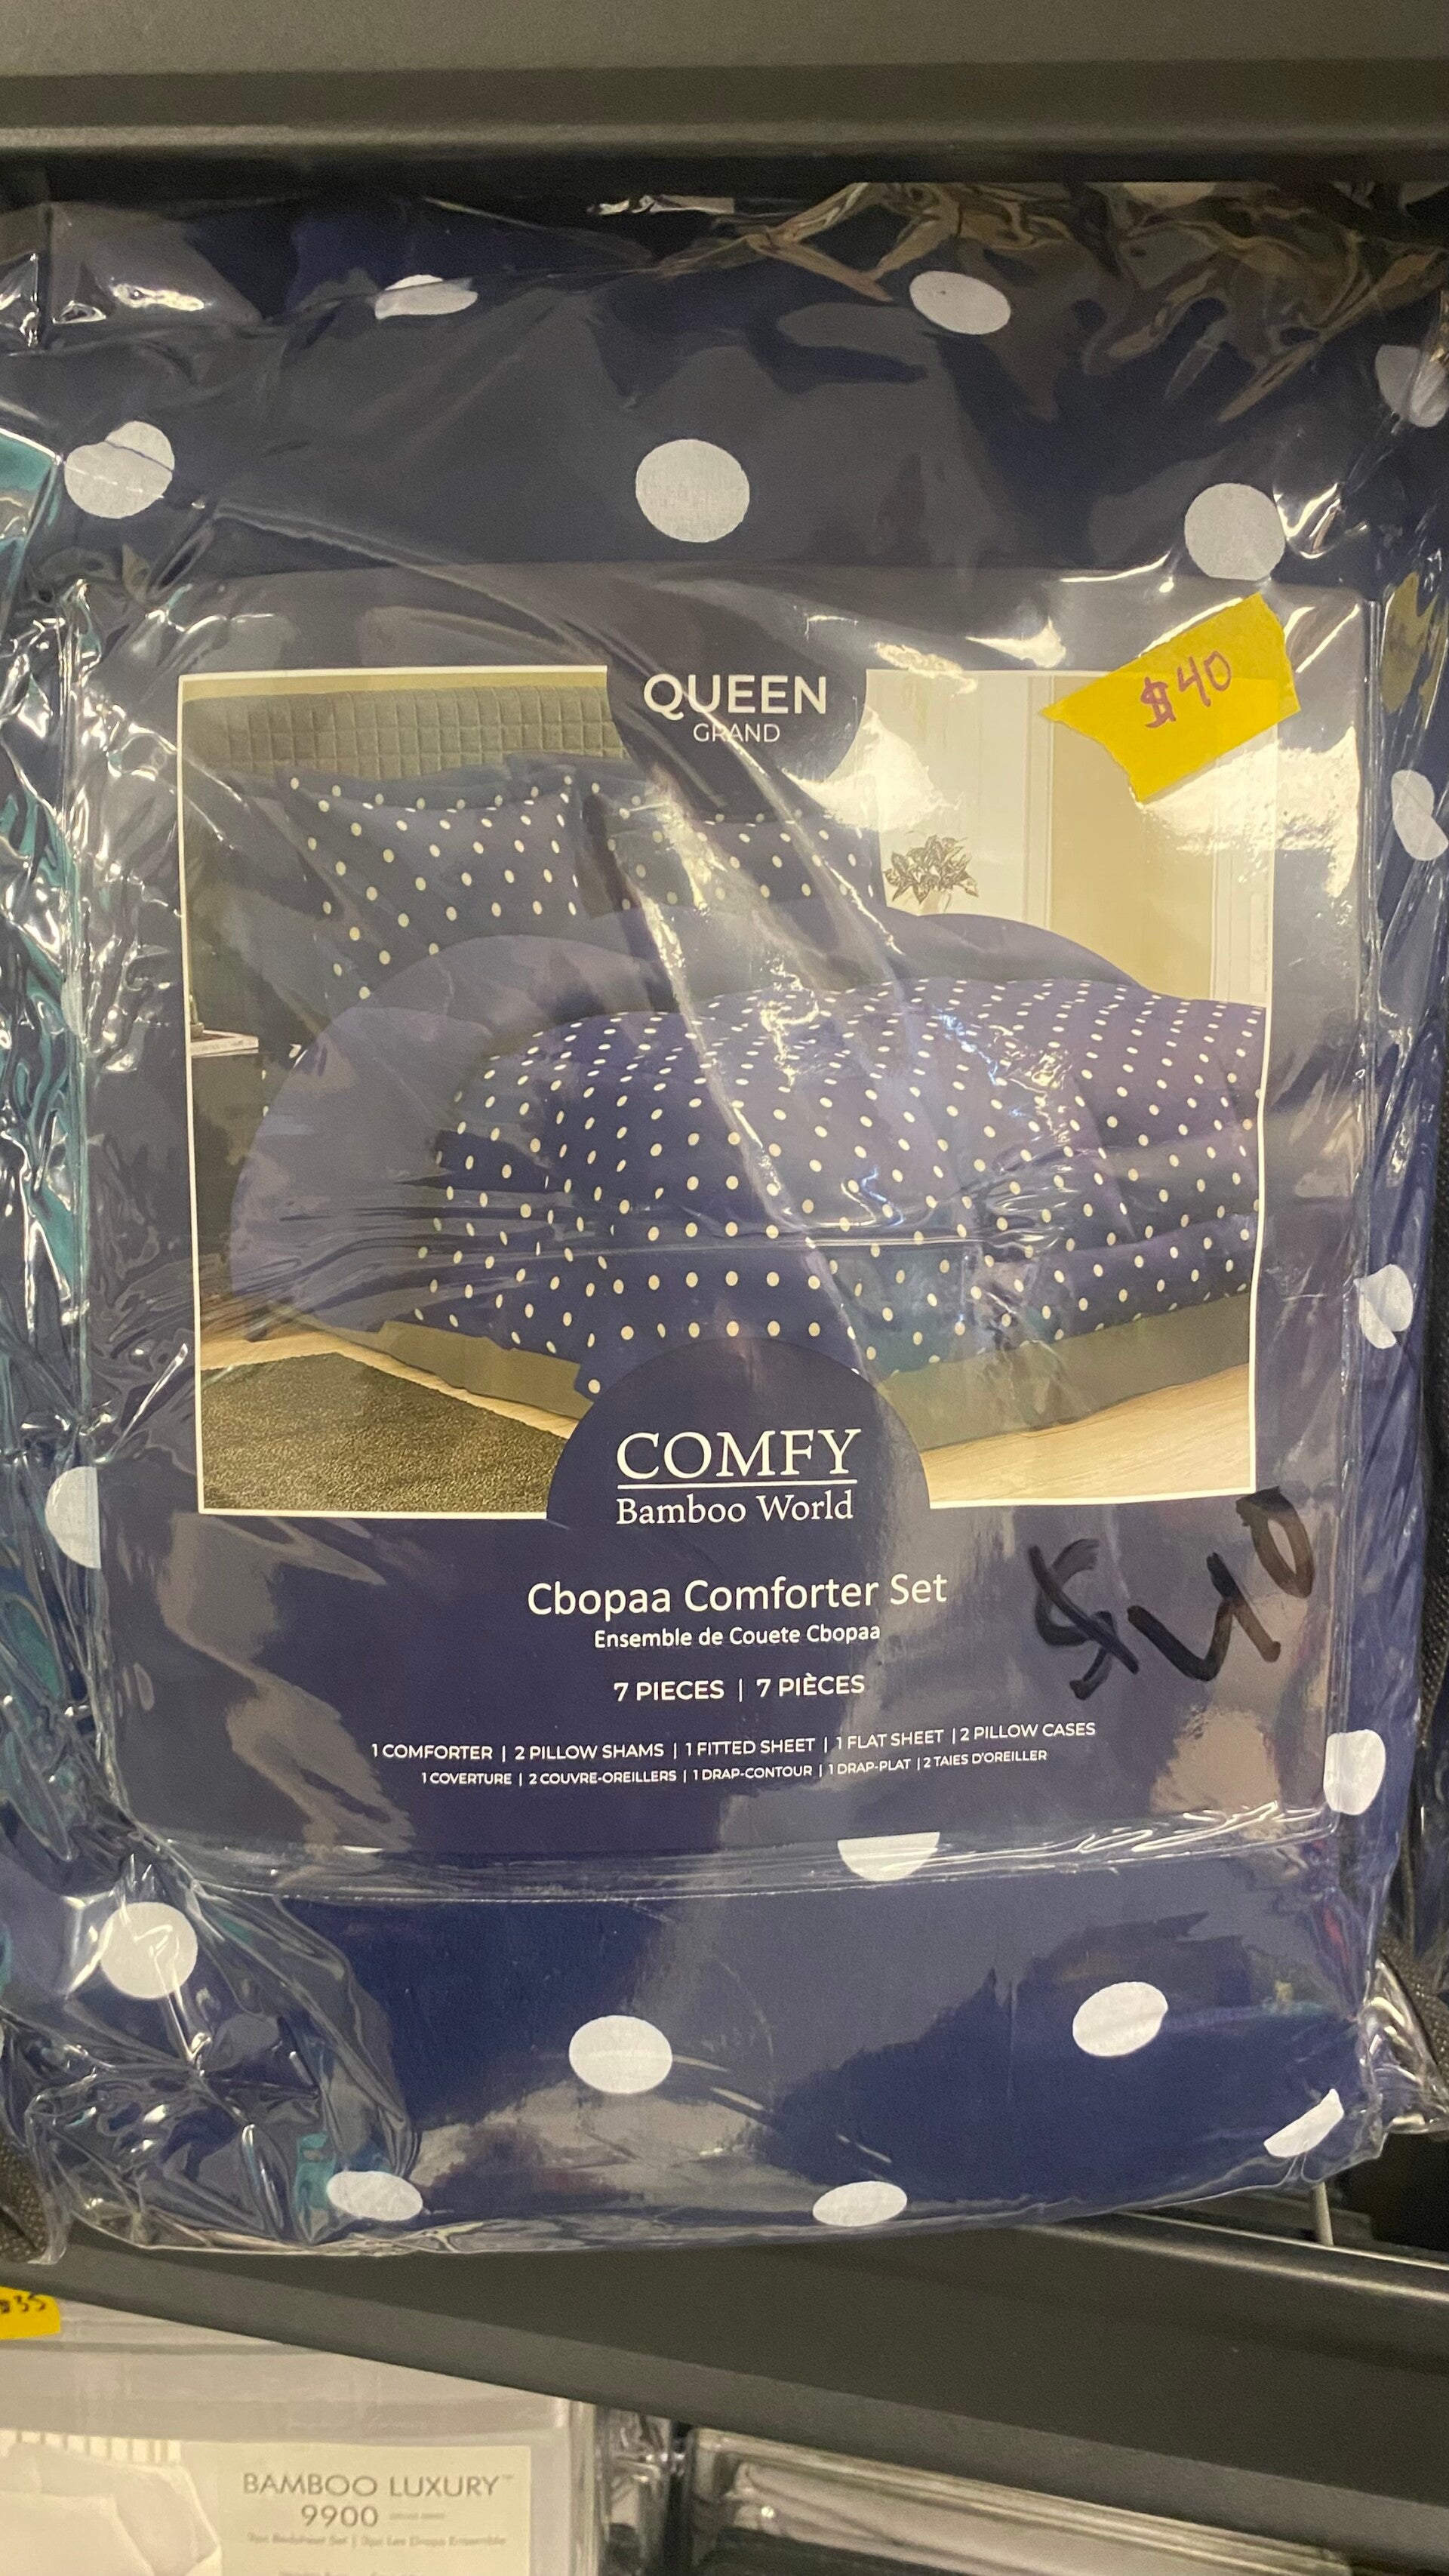 QUEEN
GRAND
$40
COMFY
Bamboo World
Cbopaa Comforter Set
Ensemble de Couete Cbopaa
$40
7 PIECES | 7 PIÈCES
1 COMFORTER | 2 PILLOW SHAMS | 1 FITTED SHEET | 1 FLAT SHEET | 2 PILLOW CASES
1 COVERTURE | 2 COUVRE-OREILLERS | 1 DRAP-CONTOUR | 1 DRAP-PLAT | 2 TAIES D'OREILLER
$35
BAMBOO LUXURY™
9900